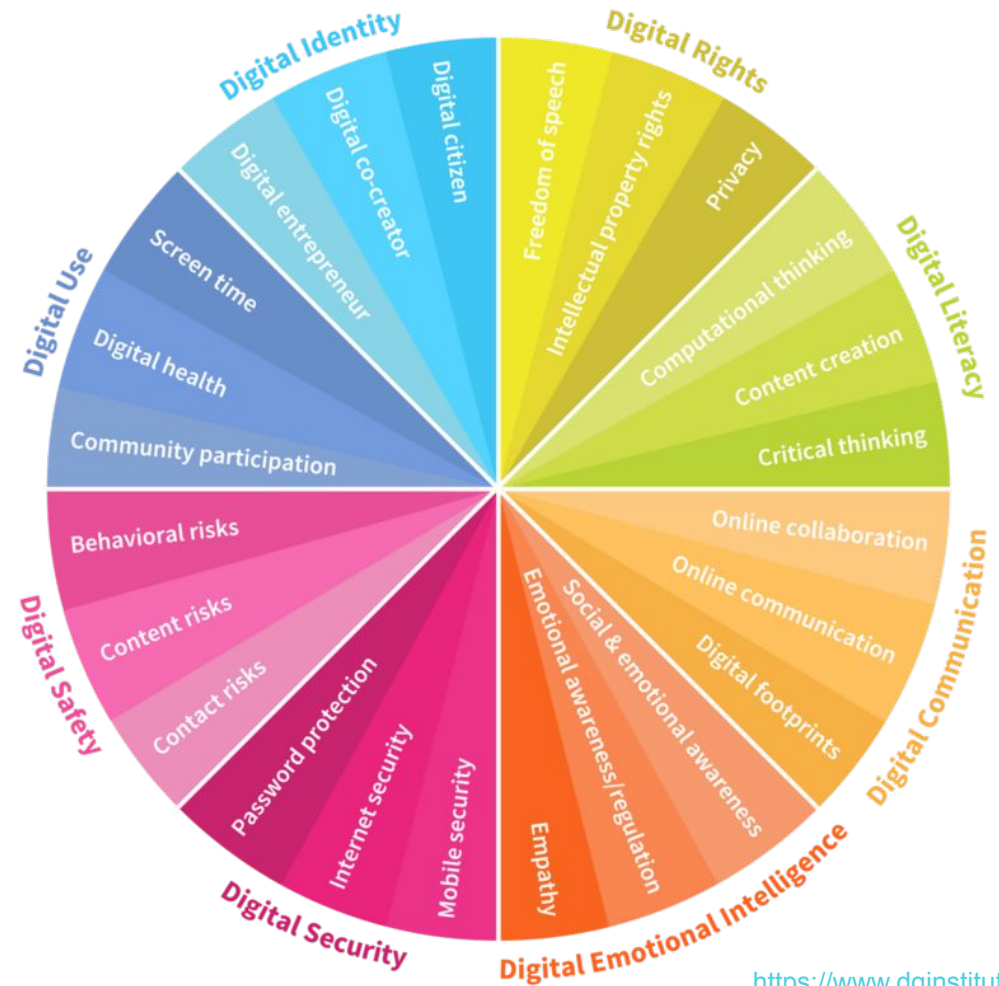 Digital Identity
Digital entrepreneur
Digital co-creator
Digital citizen
Digital Rights
Freedom of speech
Intellectual property rights
Privacy
Digital Literacy
Computational thinking
Content creation
Critical thinking
Digital Communication
Online collaboration
Online communication
Digital footprints
Digital Emotional Intelligence
Social & emotional awareness
Emotional awareness/regulation
Empathy
Digital Security
Mobile security
Internet security
Password protection
Digital Safety
Contact risks
Content risks
Behavioral risks
Digital Use
Community participation
Digital health
Screen time